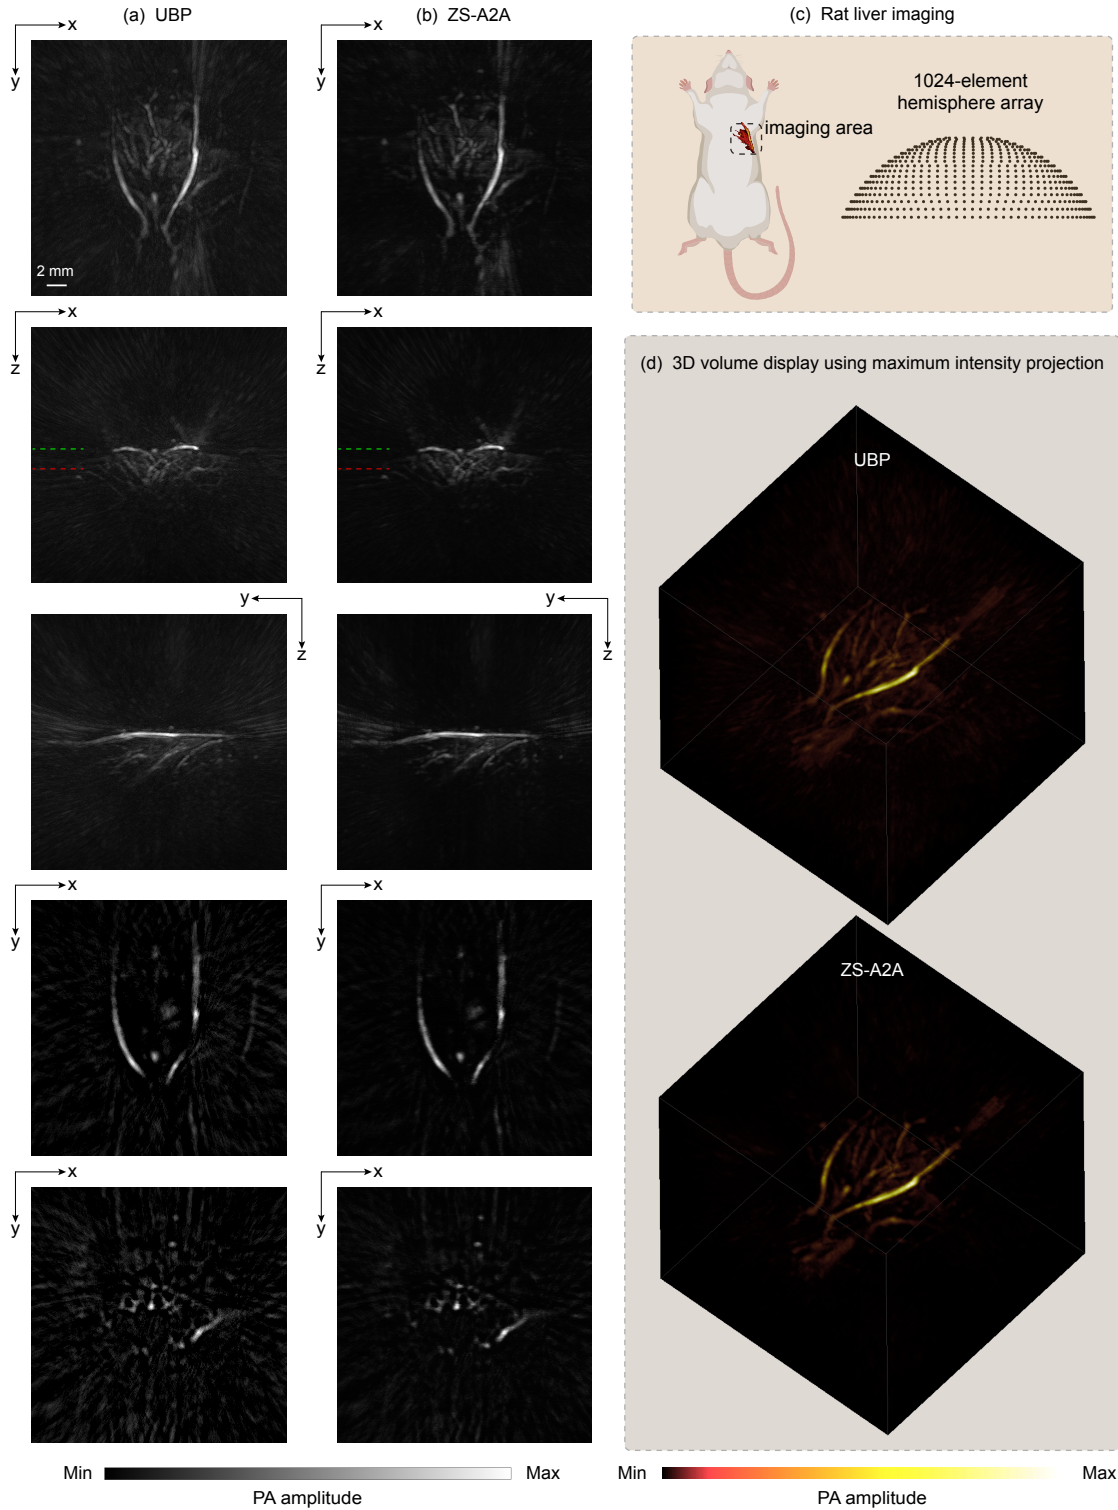 (a) UBP
(b) ZS-A2A
(c) Rat liver imaging
x
y
2 mm
x
y
1024-element
hemisphere array
imaging area
x
z
x
z
(d) 3D volume display using maximum intensity projection
UBP
y
z
y
z
x
y
x
y
ZS-A2A
x
y
x
y
Min
Max
PA amplitude
Min
Max
PA amplitude